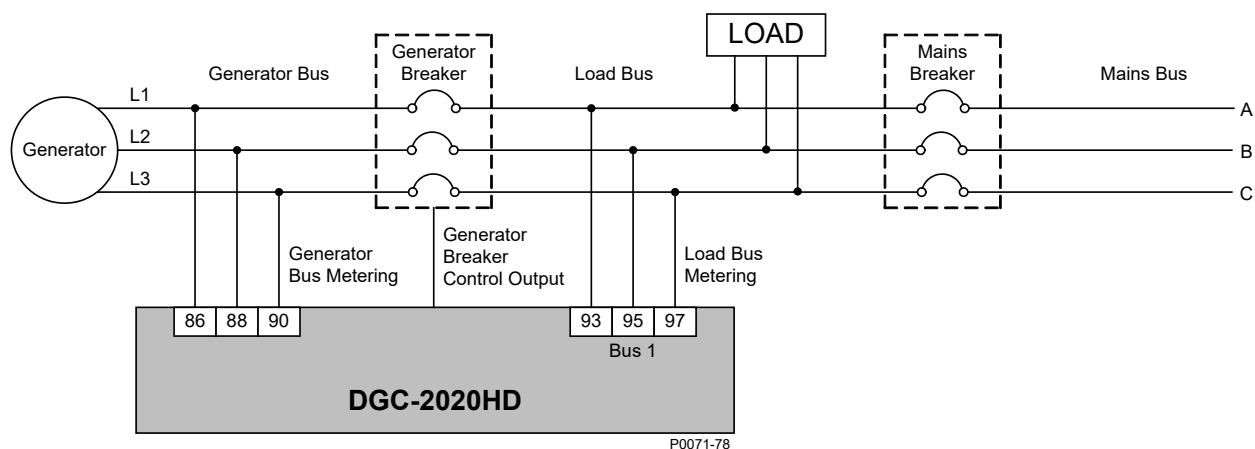 LOAD
Generator
Breaker
Mains
Breaker
Generator Bus
Load Bus
Mains Bus
L1
A
Generator
L2
B
L3
C
Generator
Bus Metering
Generator
Breaker
Control Output
Load Bus
Metering
86 88 90
93 95 97
Bus 1
DGC-2020HD
P0071-78